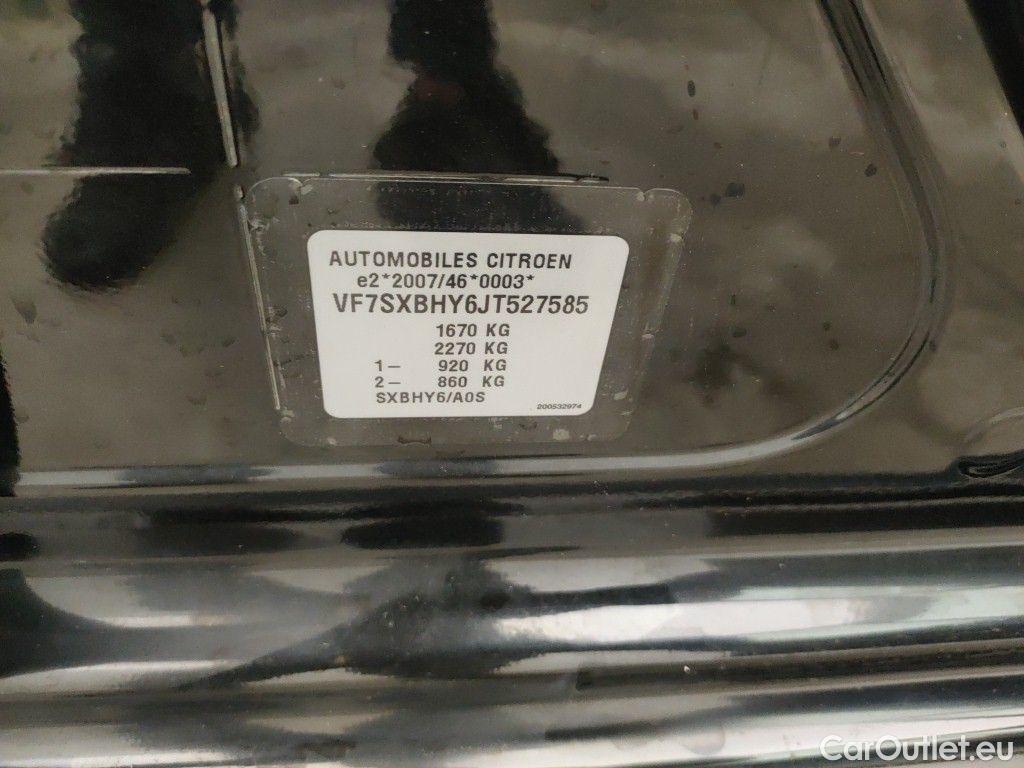 AUTOMOBILES CITROEN
e2*2007/46*0003*
VF7SXBHY6JT527585
1670 KG
2270 KG
1— 920 KG
2— 860 KG
SXBHY6/A0S
200532974
CarOutlet.eu